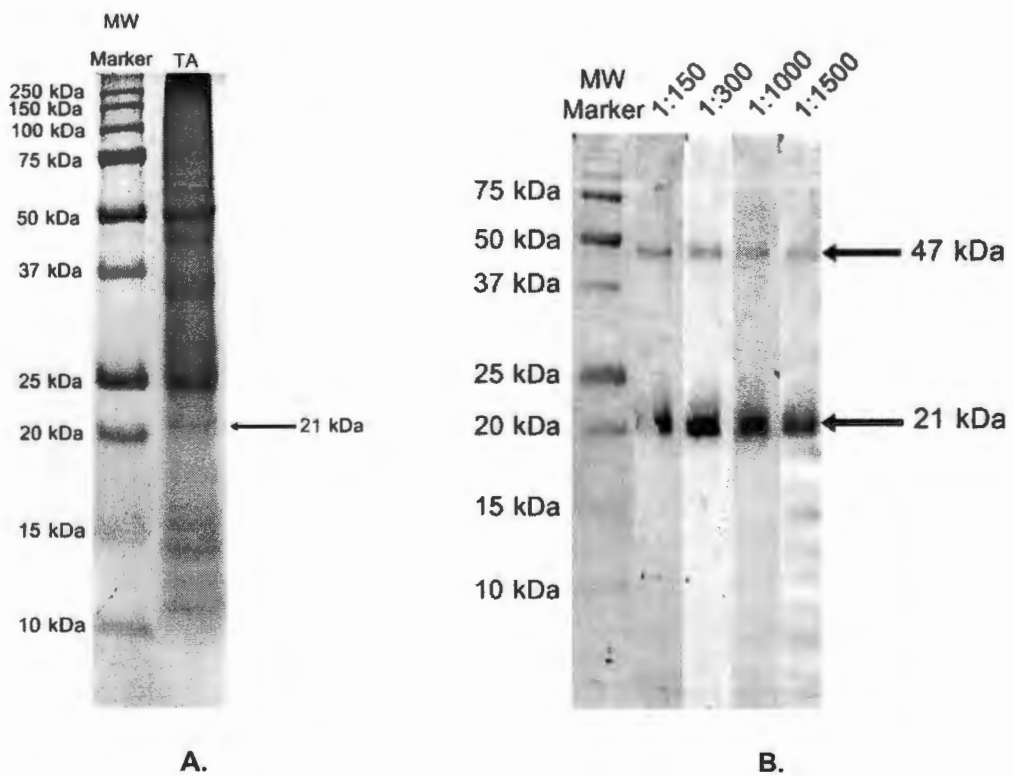 MW
Marker TA
250 kDa
150 kDa
100 kDa
75 kDa
50 kDa
37 kDa
25 kDa
20 kDa
15 kDa
10 kDa
21 kDa
A.
MW
Marker 1:150 1:300 1:1000 1:1500
75 kDa
50 kDa
37 kDa
25 kDa
20 kDa
15 kDa
10 kDa
47 kDa
21 kDa
B.